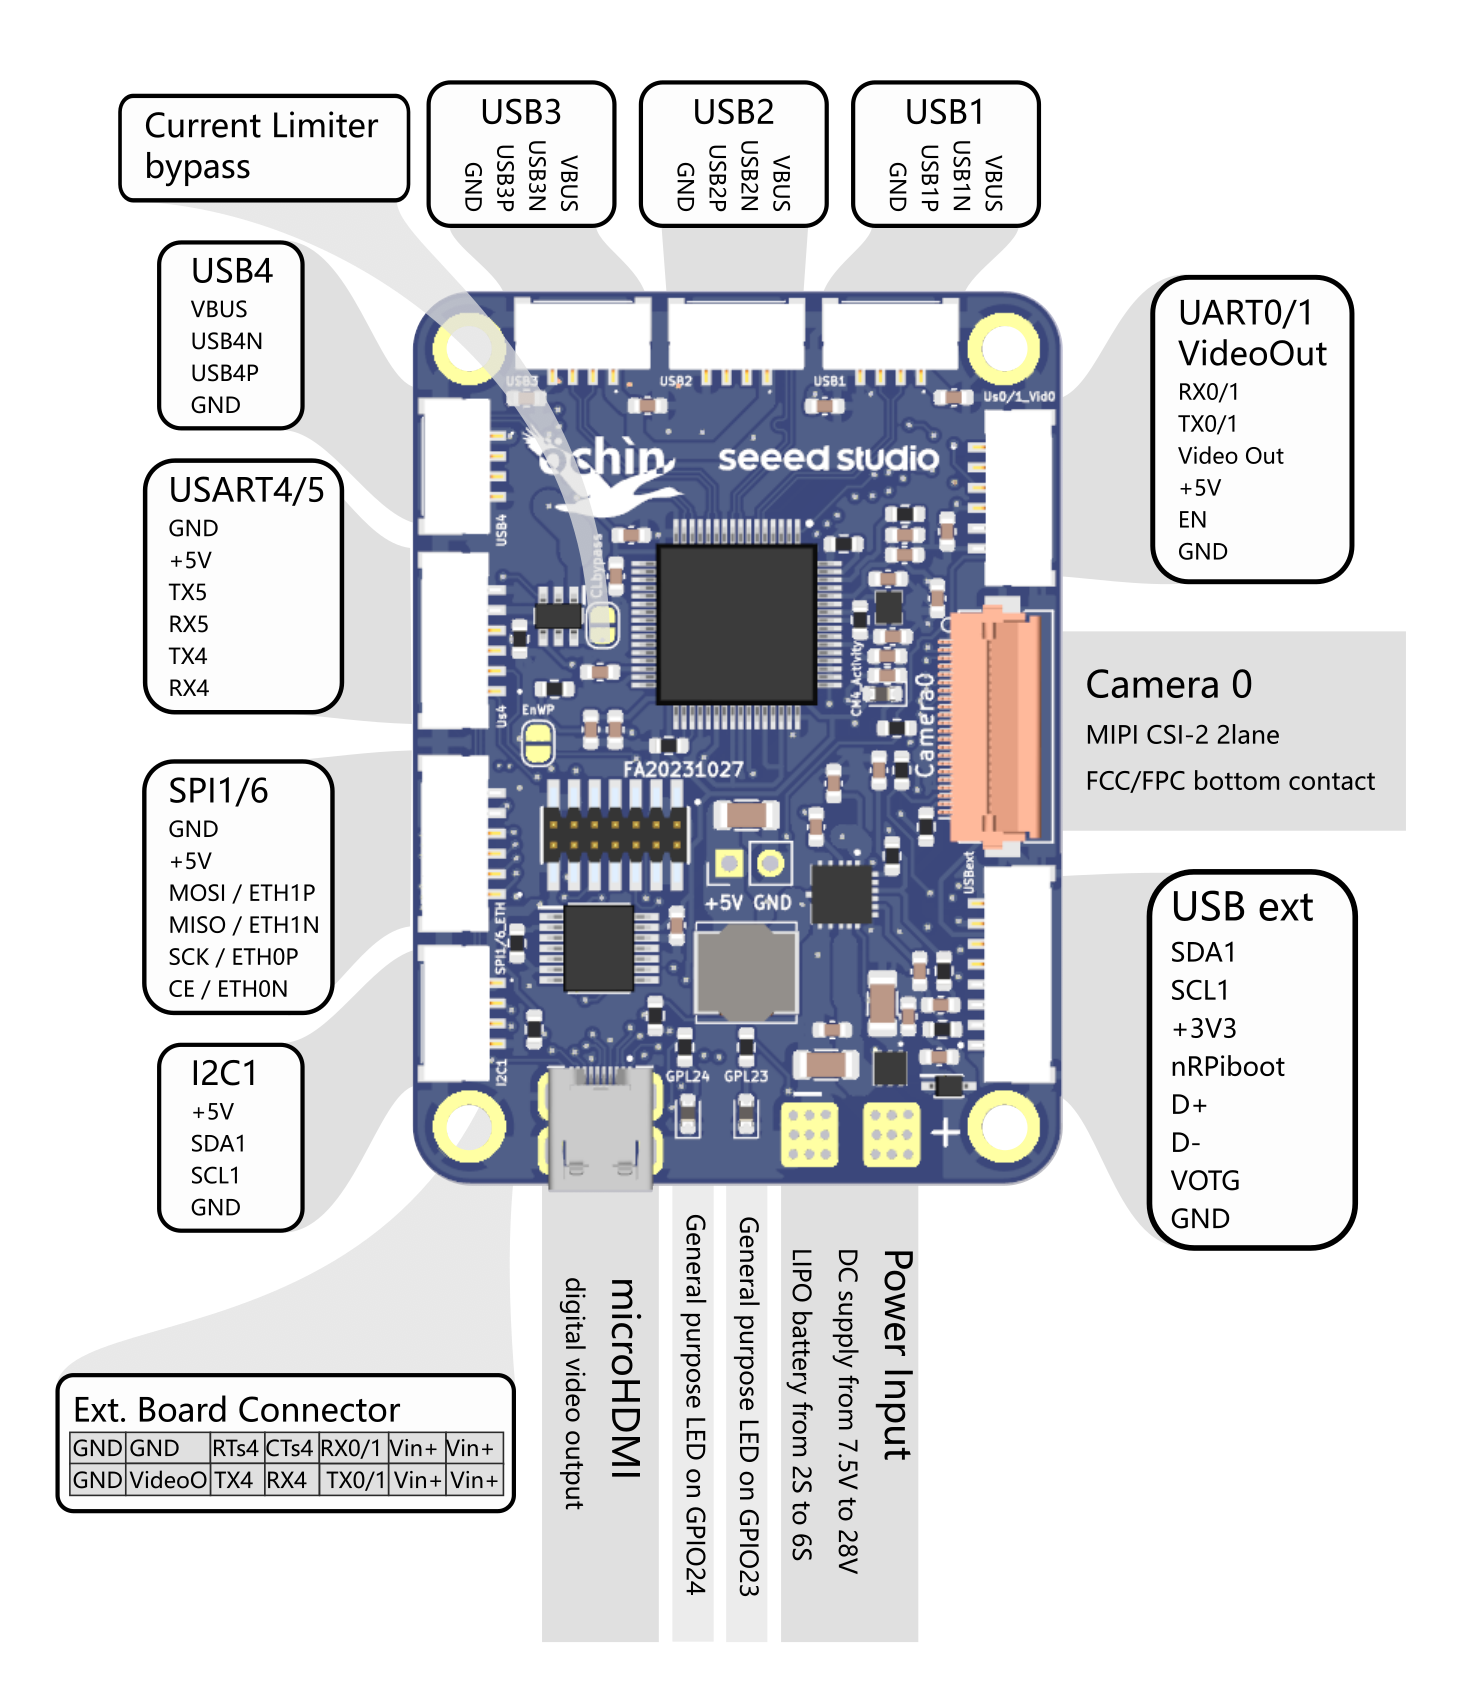 Current Limiter
bypass
USB3
GND
USB3P
USB3N
VBUS
USB2
GND
USB2P
USB2N
VBUS
USB1
GND
USB1P
USB1N
VBUS
USB4
VBUS
USB4N
USB4P
GND
USART4/5
GND
+5V
TX5
RX5
TX4
RX4
SPI1/6
GND
+5V
MOSI / ETH1P
MISO / ETH1N
SCK / ETH0P
CE / ETH0N
I2C1
+5V
SDA1
SCL1
GND
UART0/1
VideoOut
RX0/1
TX0/1
Video Out
+5V
EN
GND
Camera 0
MIPI CSI-2 2lane
FCC/FPC bottom contact
USB ext
SDA1
SCL1
+3V3
nRPiboot
D+
D-
VOTG
GND
USB3
USB2
USB1
Us0/1_Vid0
öchìn
seeed studio
USB4
CLbypass
CM4_Activity
Camera0
Us4
EnWP
FA20231027
USBext
+5V GND
SPI1/6_ETH
I2C1
GPL24
GPL23
+
Ext. Board Connector
GND GND RTs4 CTs4 RX0/1 Vin+ Vin+
GND VideoO TX4 RX4 TX0/1 Vin+ Vin+
microHDMI
digital video output
General purpose LED on GPIO24
General purpose LED on GPIO23
Power Input
DC supply from 7.5V to 28V
LIPO battery from 2S to 6S